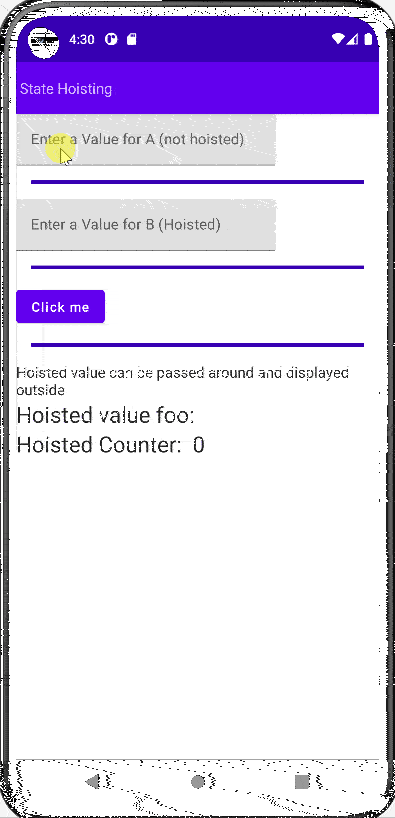 4:30
State Hoisting
Enter a Value for A (not hoisted)
Enter a Value for B (Hoisted)
Click me
Hoisted value can be passed around and displayed
outside
Hoisted value foo:
Hoisted Counter: 0